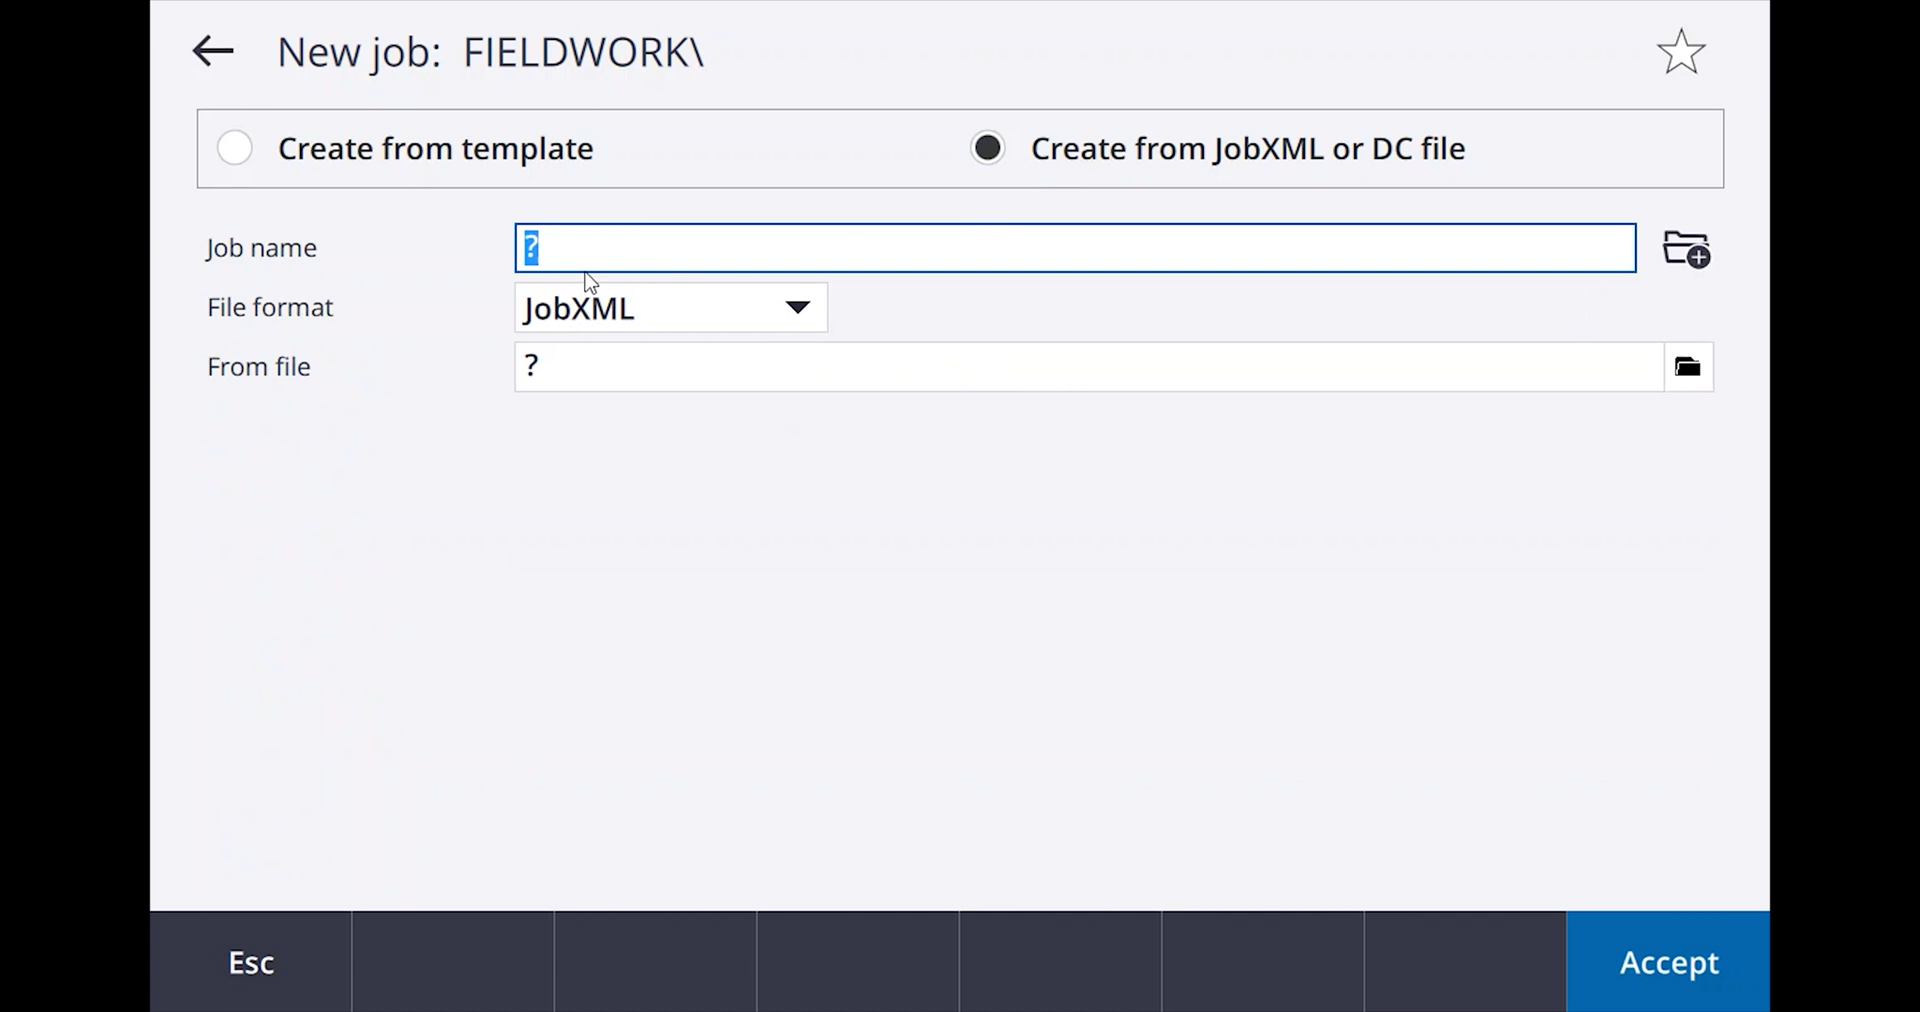 New job: FIELDWORK\
Create from template
Create from JobXML or DC file
Job name
?
File format
JobXML
From file
?
Esc
Accept